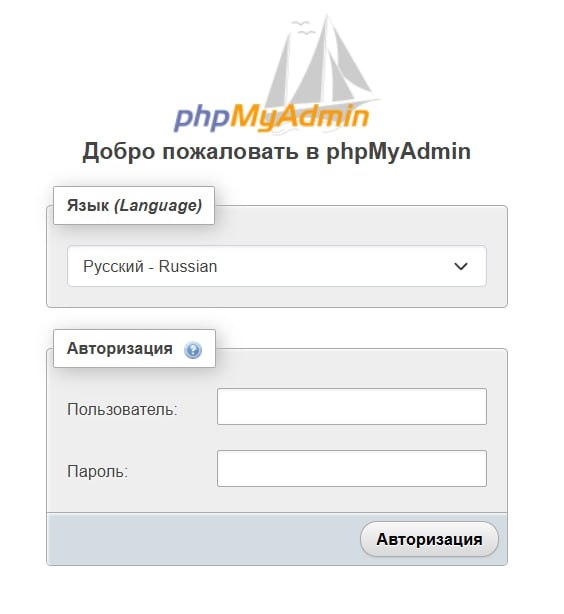 phpMyAdmin
Добро пожаловать в phpMyAdmin
Язык (Language)
Русский - Russian
Авторизация
Пользователь:
Пароль:
Авторизация